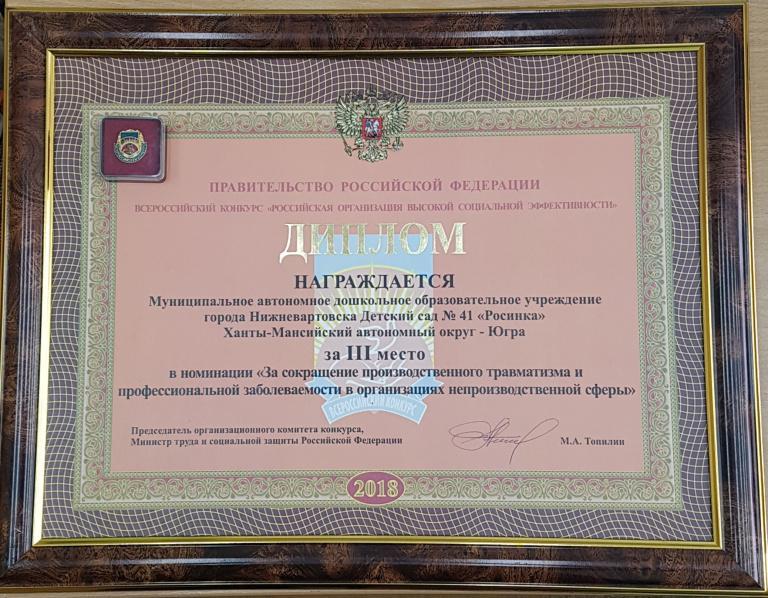 ПРАВИТЕЛЬСТВО РОССИЙСКОЙ ФЕДЕРАЦИИ
ВСЕРОССИЙСКИЙ КОНКУРС «РОССИЙСКАЯ ОРГАНИЗАЦИЯ ВЫСОКОЙ СОЦИАЛЬНОЙ ЭФФЕКТИВНОСТИ»
ДИПЛОМ
НАГРАЖДАЕТСЯ
Муниципальное автономное дошкольное образовательное учреждение
города Нижневартовска Детский сад № 41 «Росинка»
Ханты-Мансийский автономный округ - Югра
за III место
в номинации «За сокращение производственного травматизма и
профессиональной заболеваемости в организациях непроизводственной сферы»
ВСЕРОССИЙСКИЙ КОНКУРС
Председатель организационного комитета конкурса,
Министр труда и социальной защиты Российской Федерации
М.А. Топилин
2018